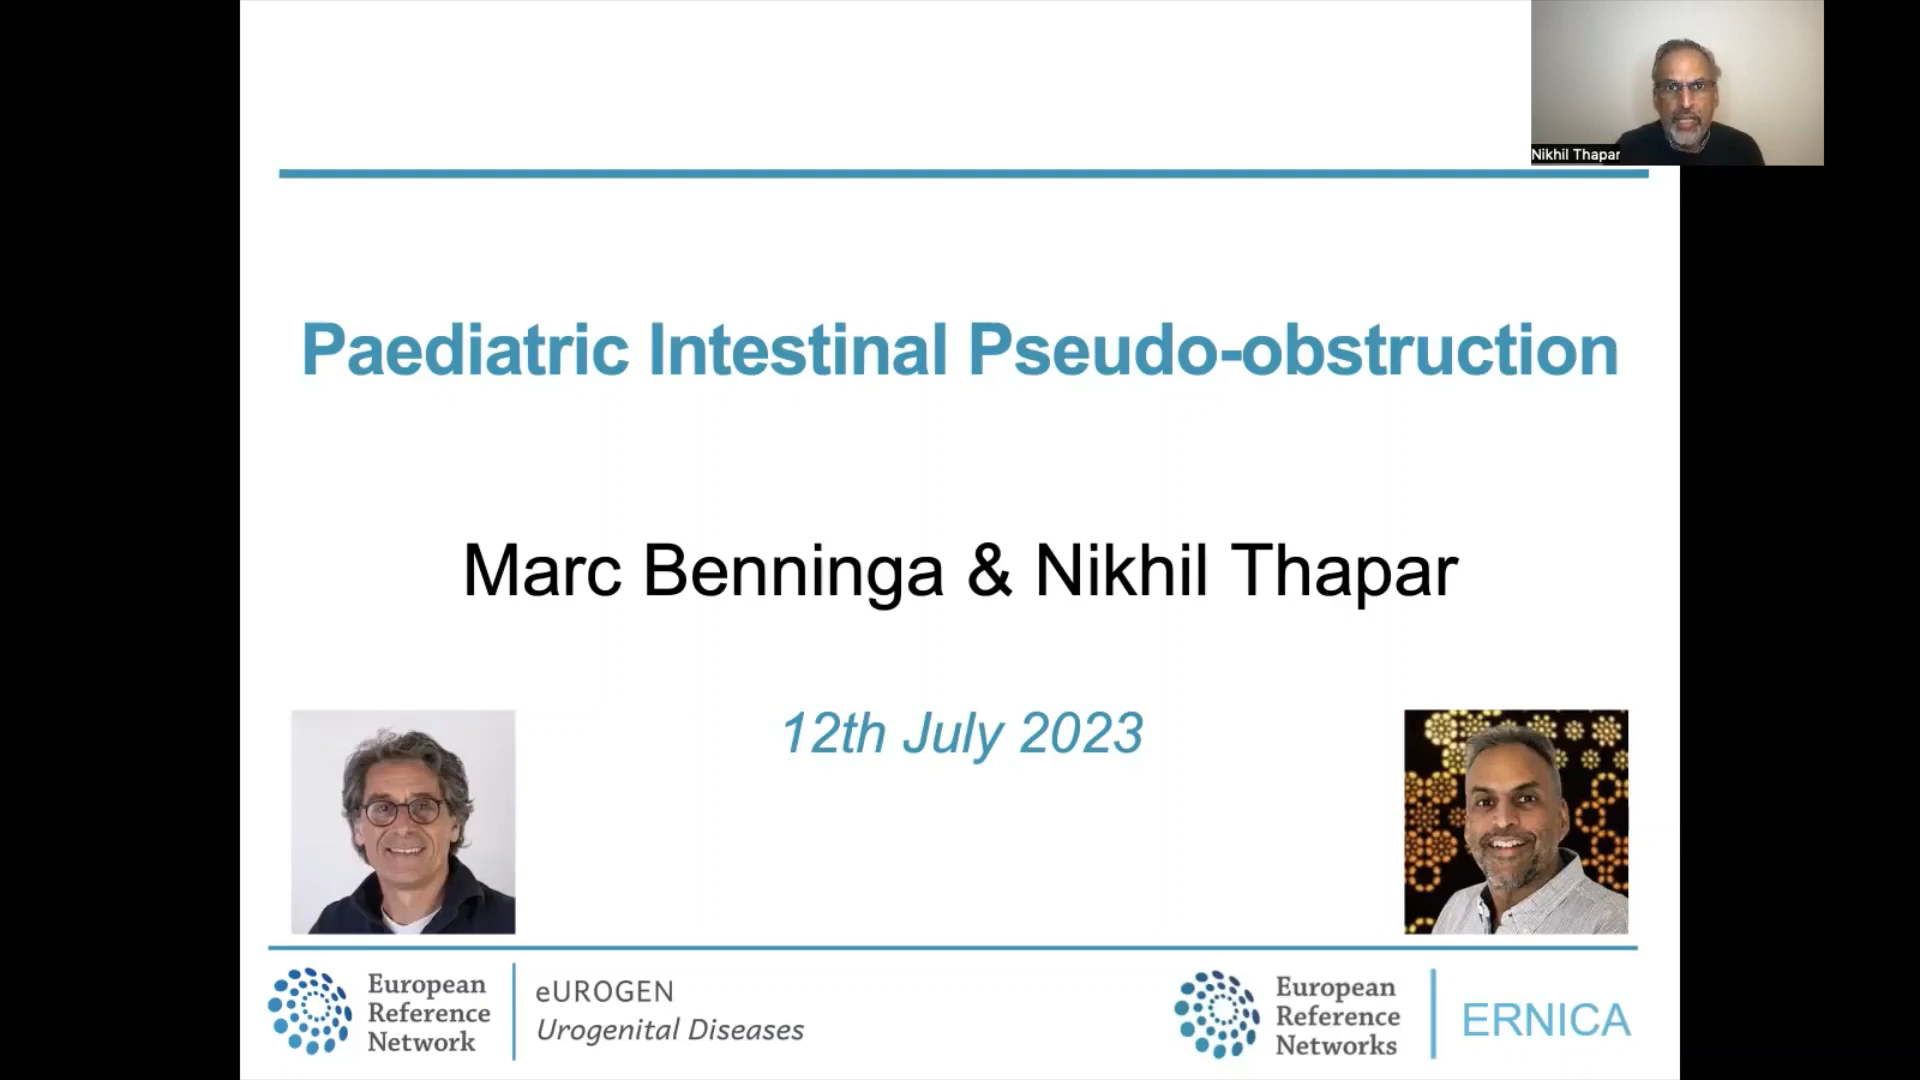 Nikhil Thapar
Paediatric Intestinal Pseudo-obstruction
Marc Benninga & Nikhil Thapar
12th July 2023
European
Reference
Network
eUROGEN
Urogenital Diseases
European
Reference
Networks
ERNICA